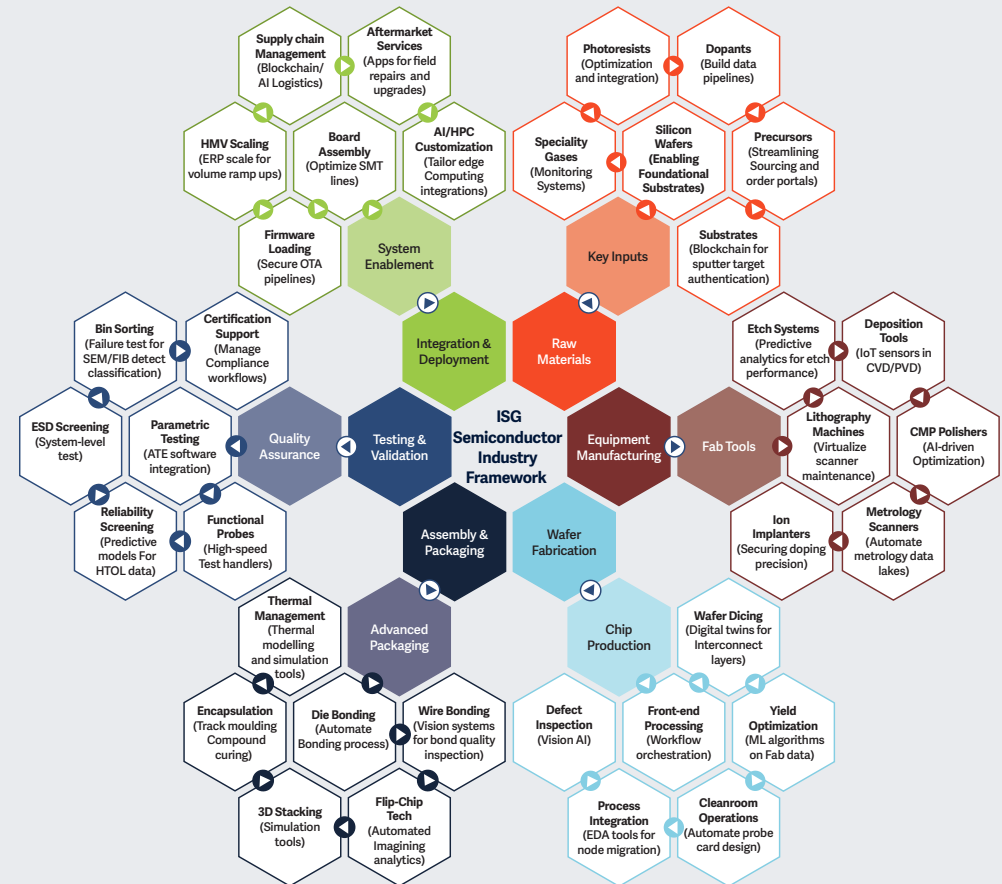 Supply chain
Management
(Blockchain/
AI Logistics)
Aftermarket
Services
(Apps for field
repairs and
upgrades)
HMV Scaling
(ERP scale for
volume ramp ups)
Board
Assembly
(Optimize SMT
lines)
AI/HPC
Customization
(Tailor edge
Computing
integrations)
Firmware
Loading
(Secure OTA
pipelines)
System
Enablement
Integration &
Deployment
Photoresists
(Optimization
and integration)
Dopants
(Build data
pipelines)
Speciality
Gases
(Monitoring
Systems)
Silicon
Wafers
(Enabling
Foundational
Substrates)
Precursors
(Streamlining
Sourcing and
order portals)
Substrates
(Blockchain for
sputter target
authentication)
Key Inputs
Raw
Materials
Bin Sorting
(Failure test for
SEM/FIB detect
classification)
Certification
Support
(Manage
Compliance
workflows)
ESD Screening
(System-level
test)
Parametric
Testing
(ATE software
integration)
Reliability
Screening
(Predictive
models For
HTOL data)
Functional
Probes
(High-speed
Test handlers)
Quality
Assurance
Testing &
Validation
ISG
Semiconductor
Industry
Framework
Equipment
Manufacturing
Fab Tools
Etch Systems
(Predictive
analytics for etch
performance)
Deposition
Tools
(IoT sensors in
CVD/PVD)
Lithography
Machines
(Virtualize
scanner
maintenance)
CMP Polishers
(AI-driven
Optimization)
Ion
Implanters
(Securing doping
precision)
Metrology
Scanners
(Automate
metrology data
lakes)
Assembly &
Packaging
Advanced
Packaging
Thermal
Management
(Thermal
modelling
and simulation
tools)
Encapsulation
(Track moulding
Compound
curing)
Die Bonding
(Automate
Bonding process)
Wire Bonding
(Vision systems
for bond quality
inspection)
3D Stacking
(Simulation
tools)
Flip-Chip
Tech
(Automated
Imagining
analytics)
Wafer
Fabrication
Chip
Production
Wafer Dicing
(Digital twins for
Interconnect
layers)
Defect
Inspection
(Vision AI)
Front-end
Processing
(Workflow
orchestration)
Yield
Optimization
(ML algorithms
on Fab data)
Process
Integration
(EDA tools for
node migration)
Cleanroom
Operations
(Automate probe
card design)